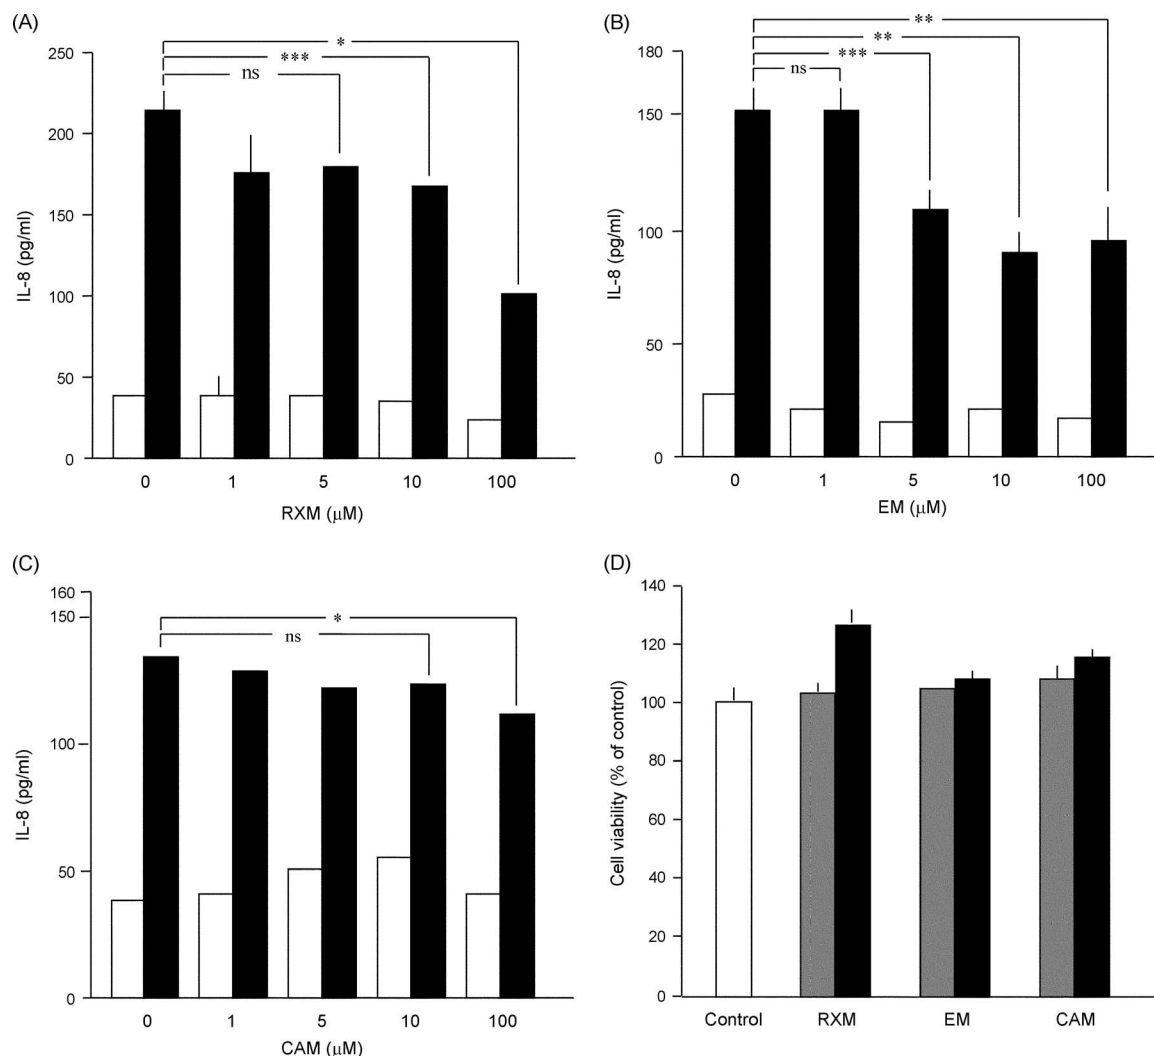 (A)
250
200
150
100
50
0
IL-8 (pg/ml)
*
***
ns
0 1 5 10 100
RXM (μM)
(B)
180
150
100
50
0
IL-8 (pg/ml)
**
**
***
ns
0 1 5 10 100
EM (μM)
(C)
160
150
100
50
0
IL-8 (pg/ml)
*
ns
0 1 5 10 100
CAM (μM)
(D)
140
120
100
80
60
40
20
0
Cell viability (% of control)
Control RXM EM CAM